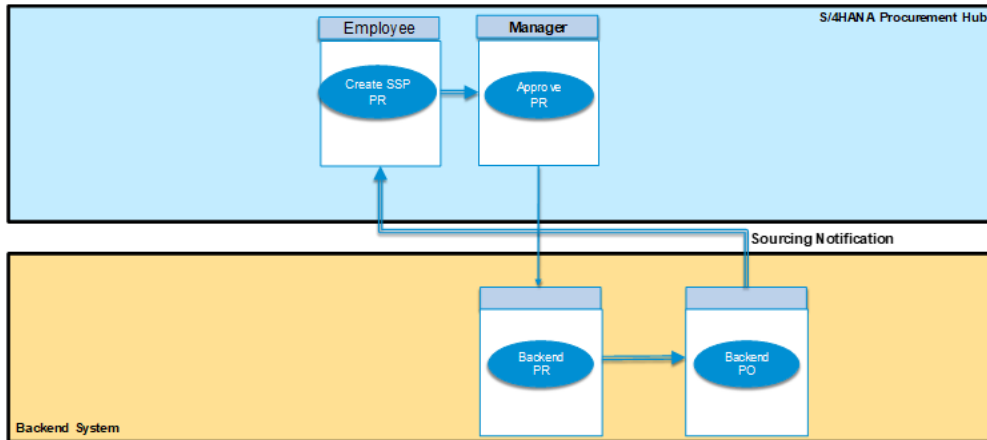 S/4HANA Procurement Hub
Employee
Manager
Create SSP
PR
Approve
PR
Sourcing Notification
Backend
PR
Backend
PO
Backend System